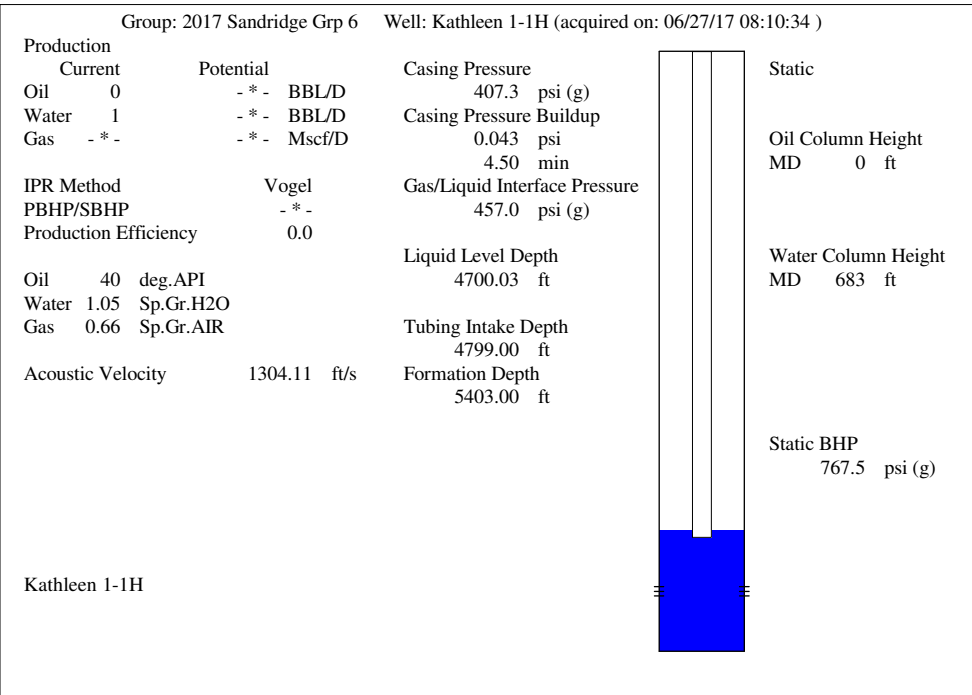 Group: 2017 Sandridge Grp 6 Well: Kathleen 1-1H (acquired on: 06/27/17 08:10:34 )
Production
Current Potential
Oil 0 - * - BBL/D
Water 1 - * - BBL/D
Gas - * - - * - Mscf/D
IPR Method Vogel
PBHP/SBHP - * -
Production Efficiency 0.0
Oil 40 deg.API
Water 1.05 Sp.Gr.H2O
Gas 0.66 Sp.Gr.AIR
Acoustic Velocity 1304.11 ft/s
Casing Pressure
407.3 psi (g)
Casing Pressure Buildup
0.043 psi
4.50 min
Gas/Liquid Interface Pressure
457.0 psi (g)
Liquid Level Depth
4700.03 ft
Tubing Intake Depth
4799.00 ft
Formation Depth
5403.00 ft
Static
Oil Column Height
MD 0 ft
Water Column Height
MD 683 ft
Static BHP
767.5 psi (g)
Kathleen 1-1H